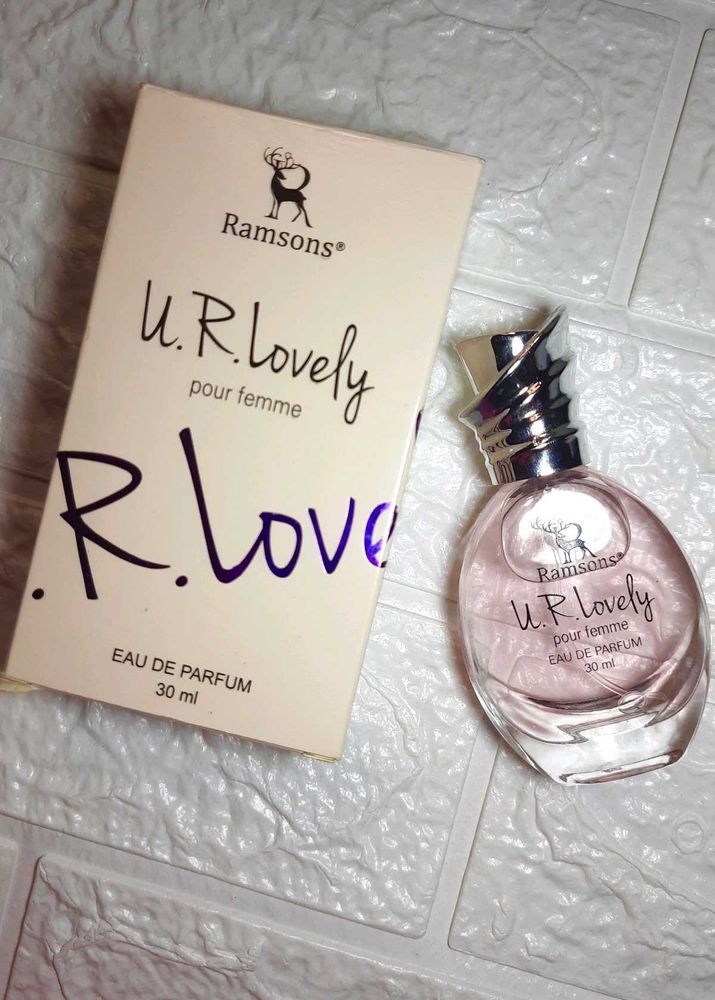 Ramsons®
U.R.Lovely
pour femme
.R.Love
EAU DE PARFUM
30 ml
Ramsons®
U.R.Lovely
pour femme
EAU DE PARFUM
30 ml